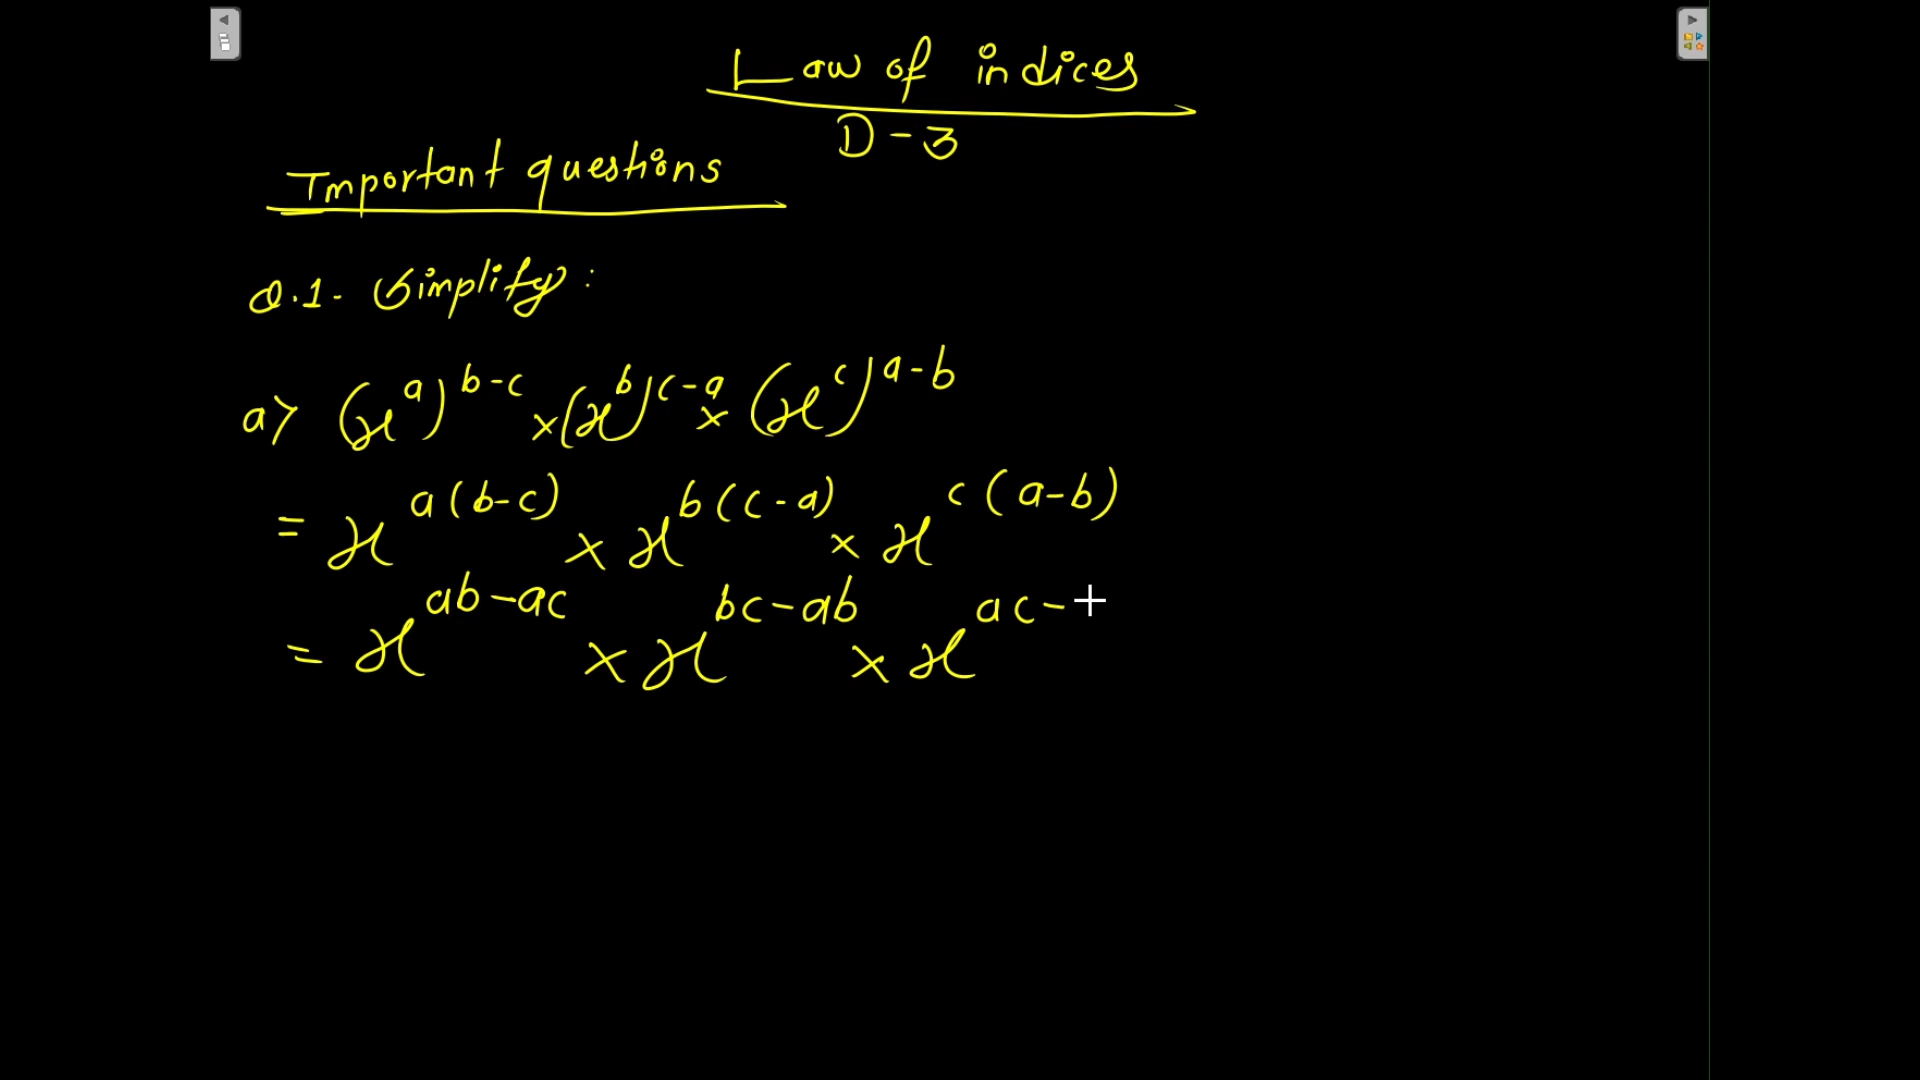 Law of indices
D-3
Important questions
Q.1- Simplify:
a> (x^a)^b-c × (x^b)^c-a × (x^c)^a-b
= x^a(b-c) × x^b(c-a) × x^c(a-b)
= x^ab-ac × x^bc-ab × x^ac-